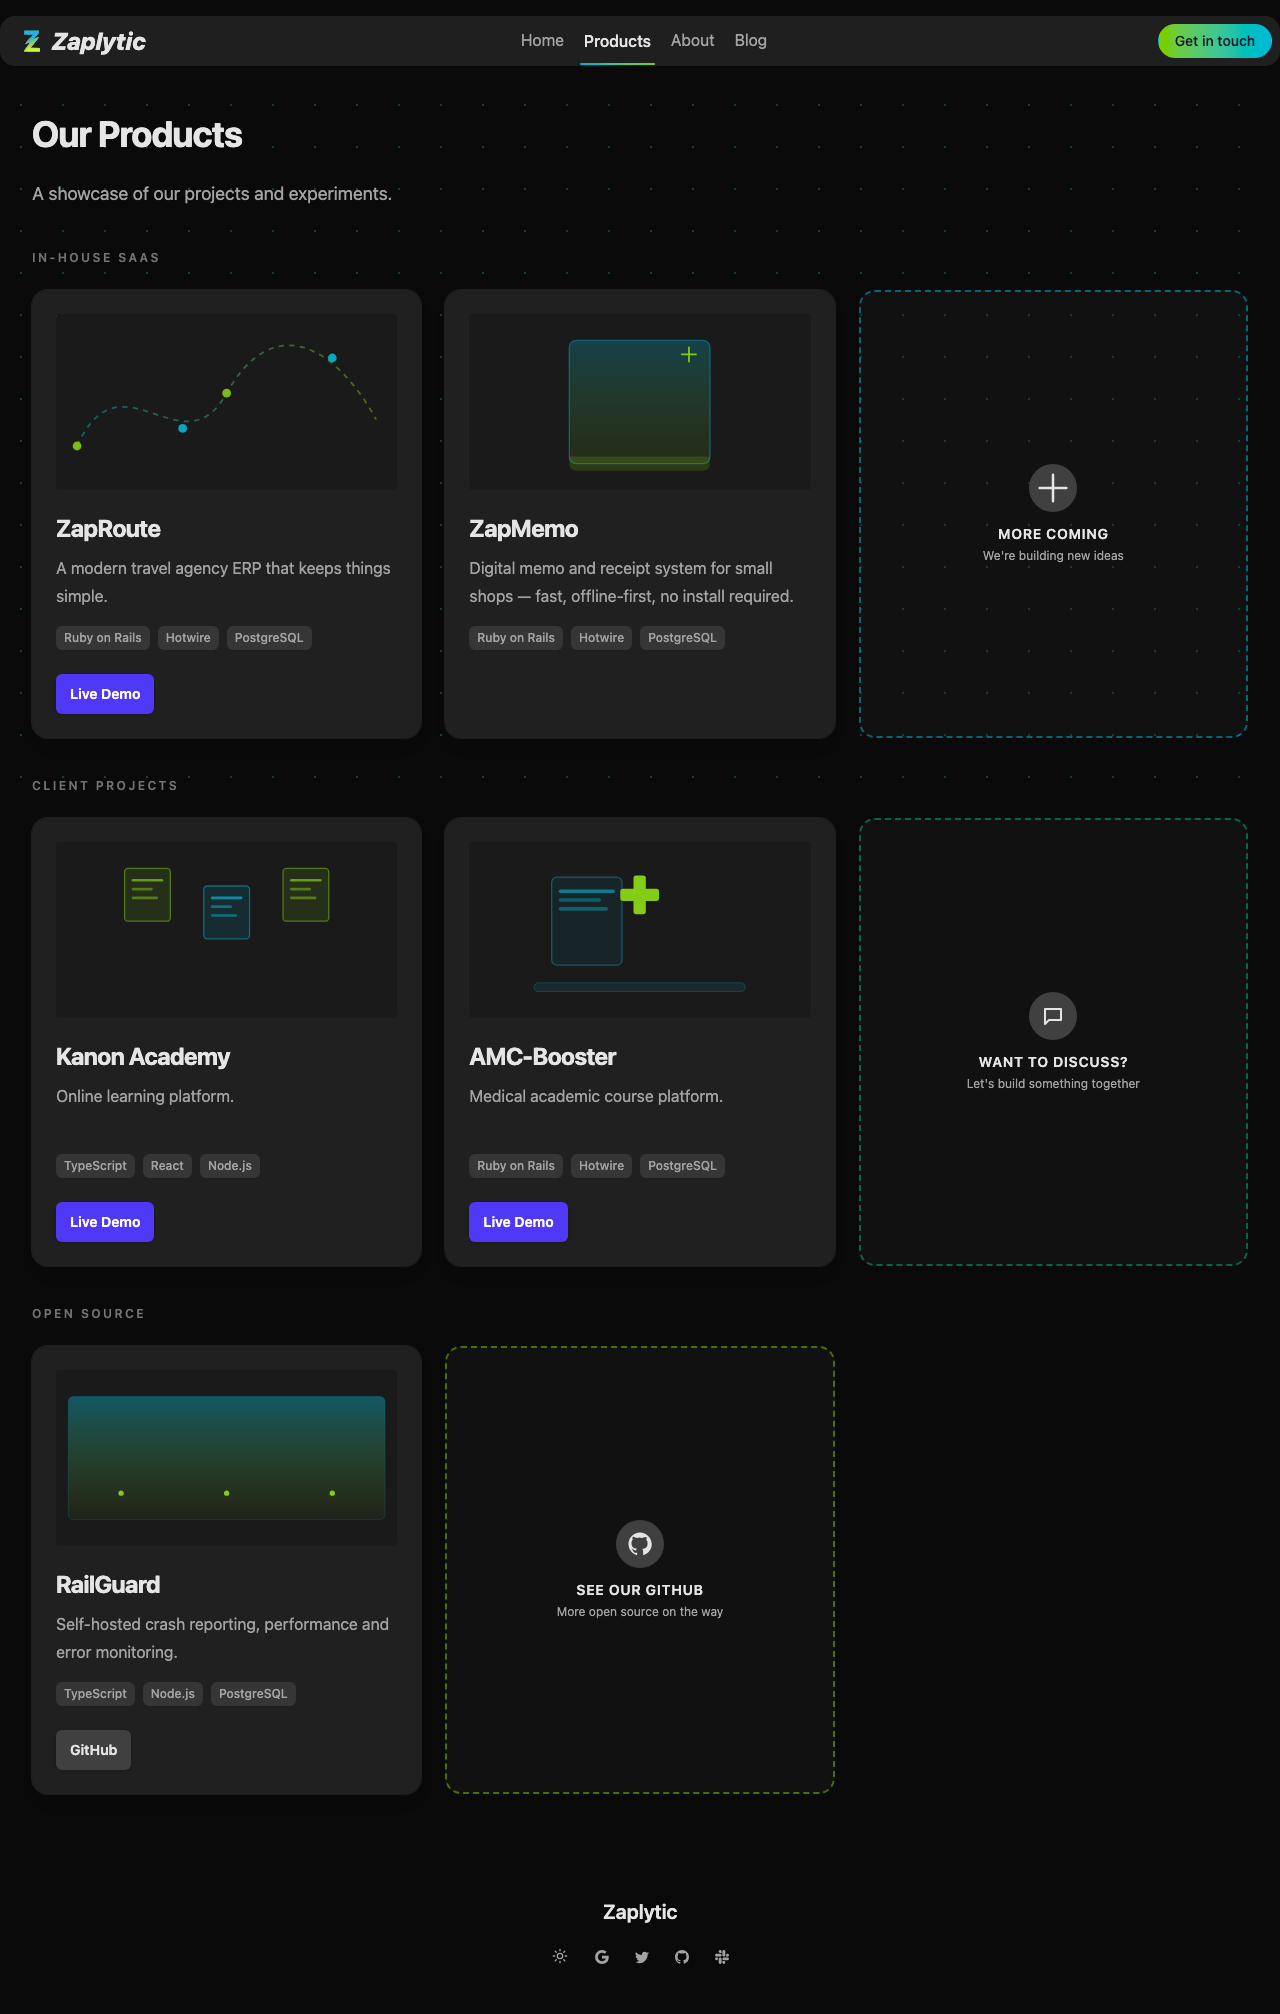 Zaplytic
Home
Products
About
Blog
Get in touch
Our Products
A showcase of our projects and experiments.
IN-HOUSE SAAS
ZapRoute
A modern travel agency ERP that keeps things
simple.
Ruby on Rails
Hotwire
PostgreSQL
Live Demo
ZapMemo
Digital memo and receipt system for small
shops — fast, offline-first, no install required.
Ruby on Rails
Hotwire
PostgreSQL
MORE COMING
We're building new ideas
CLIENT PROJECTS
Kanon Academy
Online learning platform.
TypeScript
React
Node.js
Live Demo
AMC-Booster
Medical academic course platform.
Ruby on Rails
Hotwire
PostgreSQL
Live Demo
WANT TO DISCUSS?
Let's build something together
OPEN SOURCE
RailGuard
Self-hosted crash reporting, performance and
error monitoring.
TypeScript
Node.js
PostgreSQL
GitHub
SEE OUR GITHUB
More open source on the way
Zaplytic